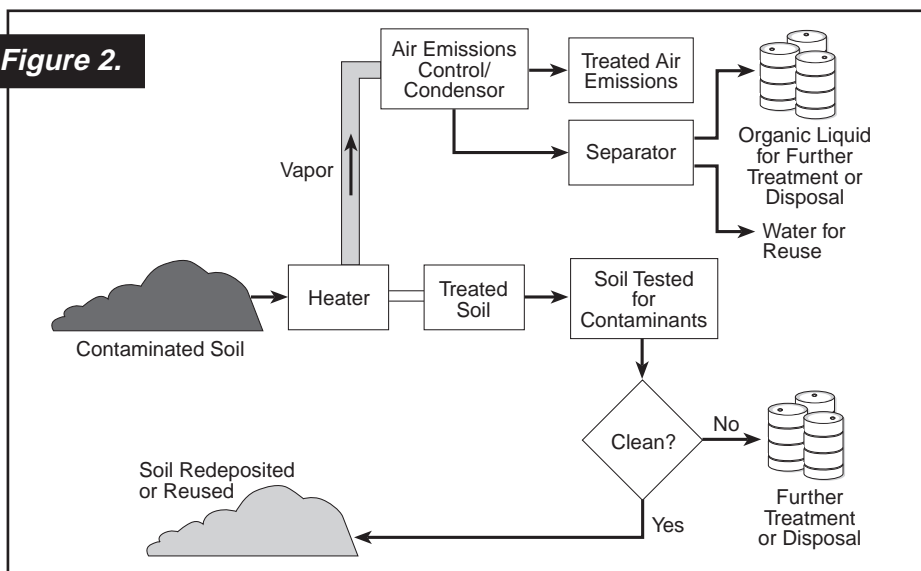 Figure 2.
Air Emissions
Control/
Condensor
Treated Air
Emissions
Organic Liquid
for Further
Treatment or
Disposal
Separator
Vapor
Water for
Reuse
Contaminated Soil
Heater
Treated
Soil
Soil Tested
for
Contaminants
Clean?
No
Further
Treatment
or Disposal
Yes
Soil Redeposited
or Reused